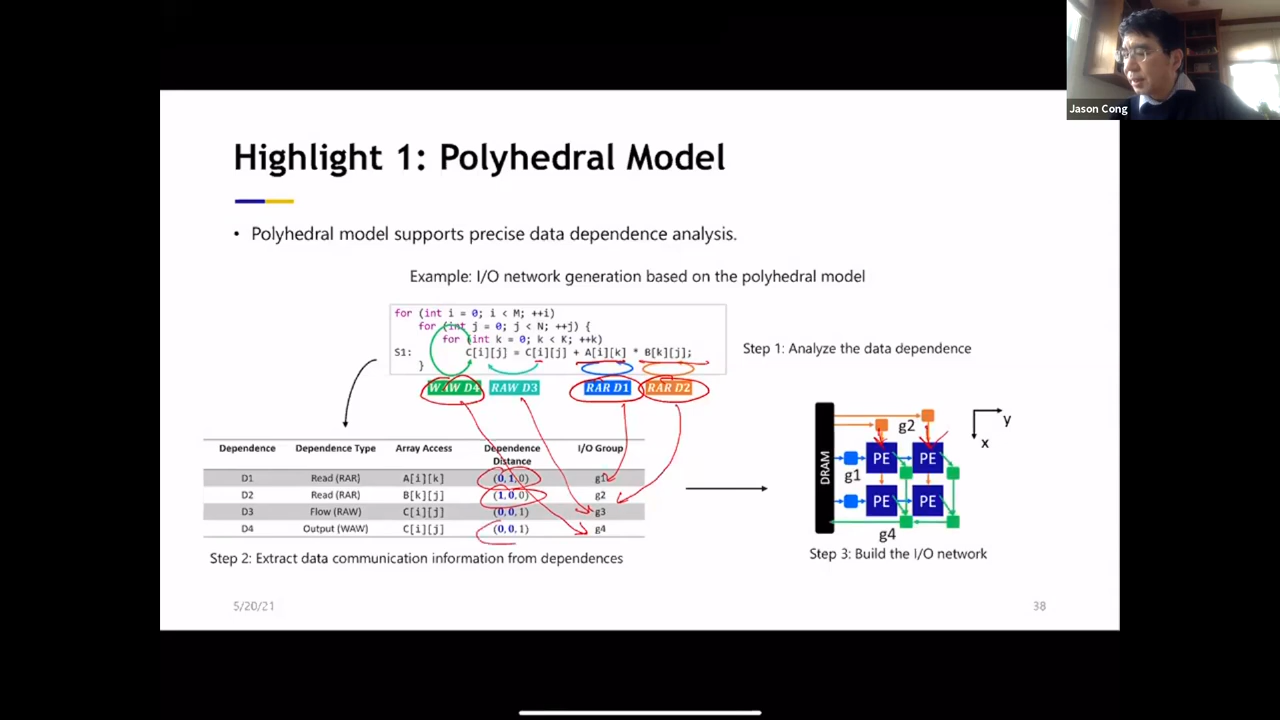 Jason Cong
Highlight 1: Polyhedral Model
• Polyhedral model supports precise data dependence analysis.
Example: I/O network generation based on the polyhedral model
for (int i = 0; i < M; ++i)
for (int j = 0; j < N; ++j) {
for (int k = 0; k < K; ++k)
S1: C[i][j] = C[i][j] + A[i][k] * B[k][j];
}
WAW D4 RAW D3 RAR D1 RAR D2
Step 1: Analyze the data dependence
Dependence Dependence Type Array Access Dependence Distance I/O Group
D1 Read (RAR) A[i][k] (0, 1, 0) g1
D2 Read (RAR) B[k][j] (1, 0, 0) g2
D3 Flow (RAW) C[i][j] (0, 0, 1) g3
D4 Output (WAW) C[i][j] (0, 0, 1) g4
Step 2: Extract data communication information from dependences
DRAM
g2
y
x
PE PE
g1
PE PE
g4
Step 3: Build the I/O network
5/20/21
38